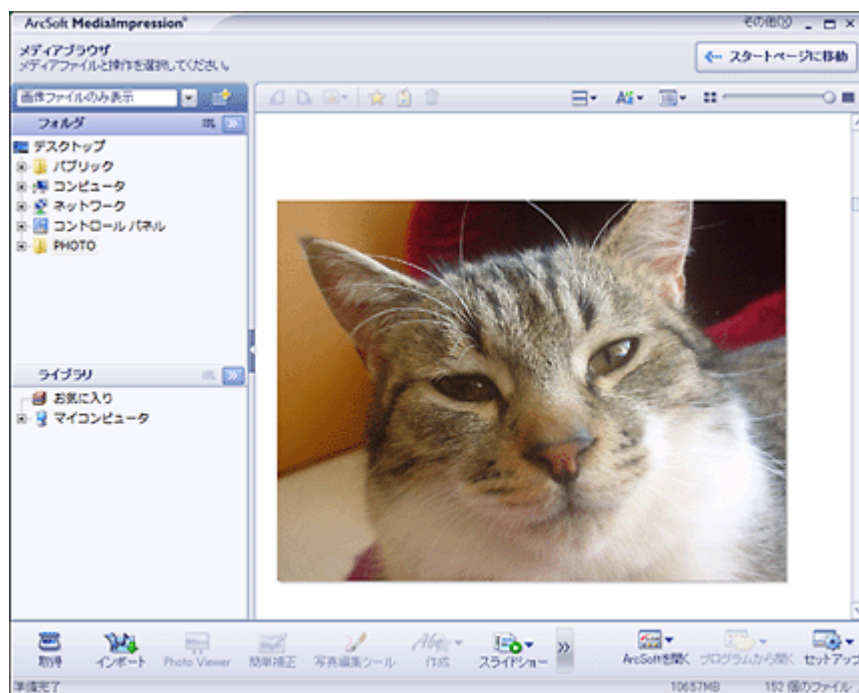 ArcSoft MediaImpression®
その他(X)
メディアブラウザ
メディアファイルと操作を選択してください。
スタートページに移動
画像ファイルのみ表示
フォルダ
デスクトップ
パブリック
コンピュータ
ネットワーク
コントロール パネル
PHOTO
ライブラリ
お気に入り
マイコンピュータ
取得
インポート
Photo Viewer
簡単補正
写真編集ツール
Abc
作成
スライドショー
ArcSoftを開く
プログラムから開く
セットアップ
準備完了
10657MB
152 個のファイル